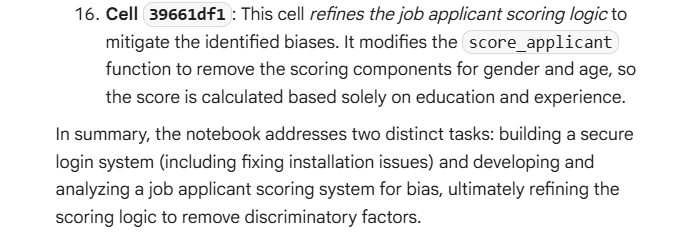 16. Cell 39661df1 : This cell refines the job applicant scoring logic to
mitigate the identified biases. It modifies the score_applicant
function to remove the scoring components for gender and age, so
the score is calculated based solely on education and experience.
In summary, the notebook addresses two distinct tasks: building a secure
login system (including fixing installation issues) and developing and
analyzing a job applicant scoring system for bias, ultimately refining the
scoring logic to remove discriminatory factors.